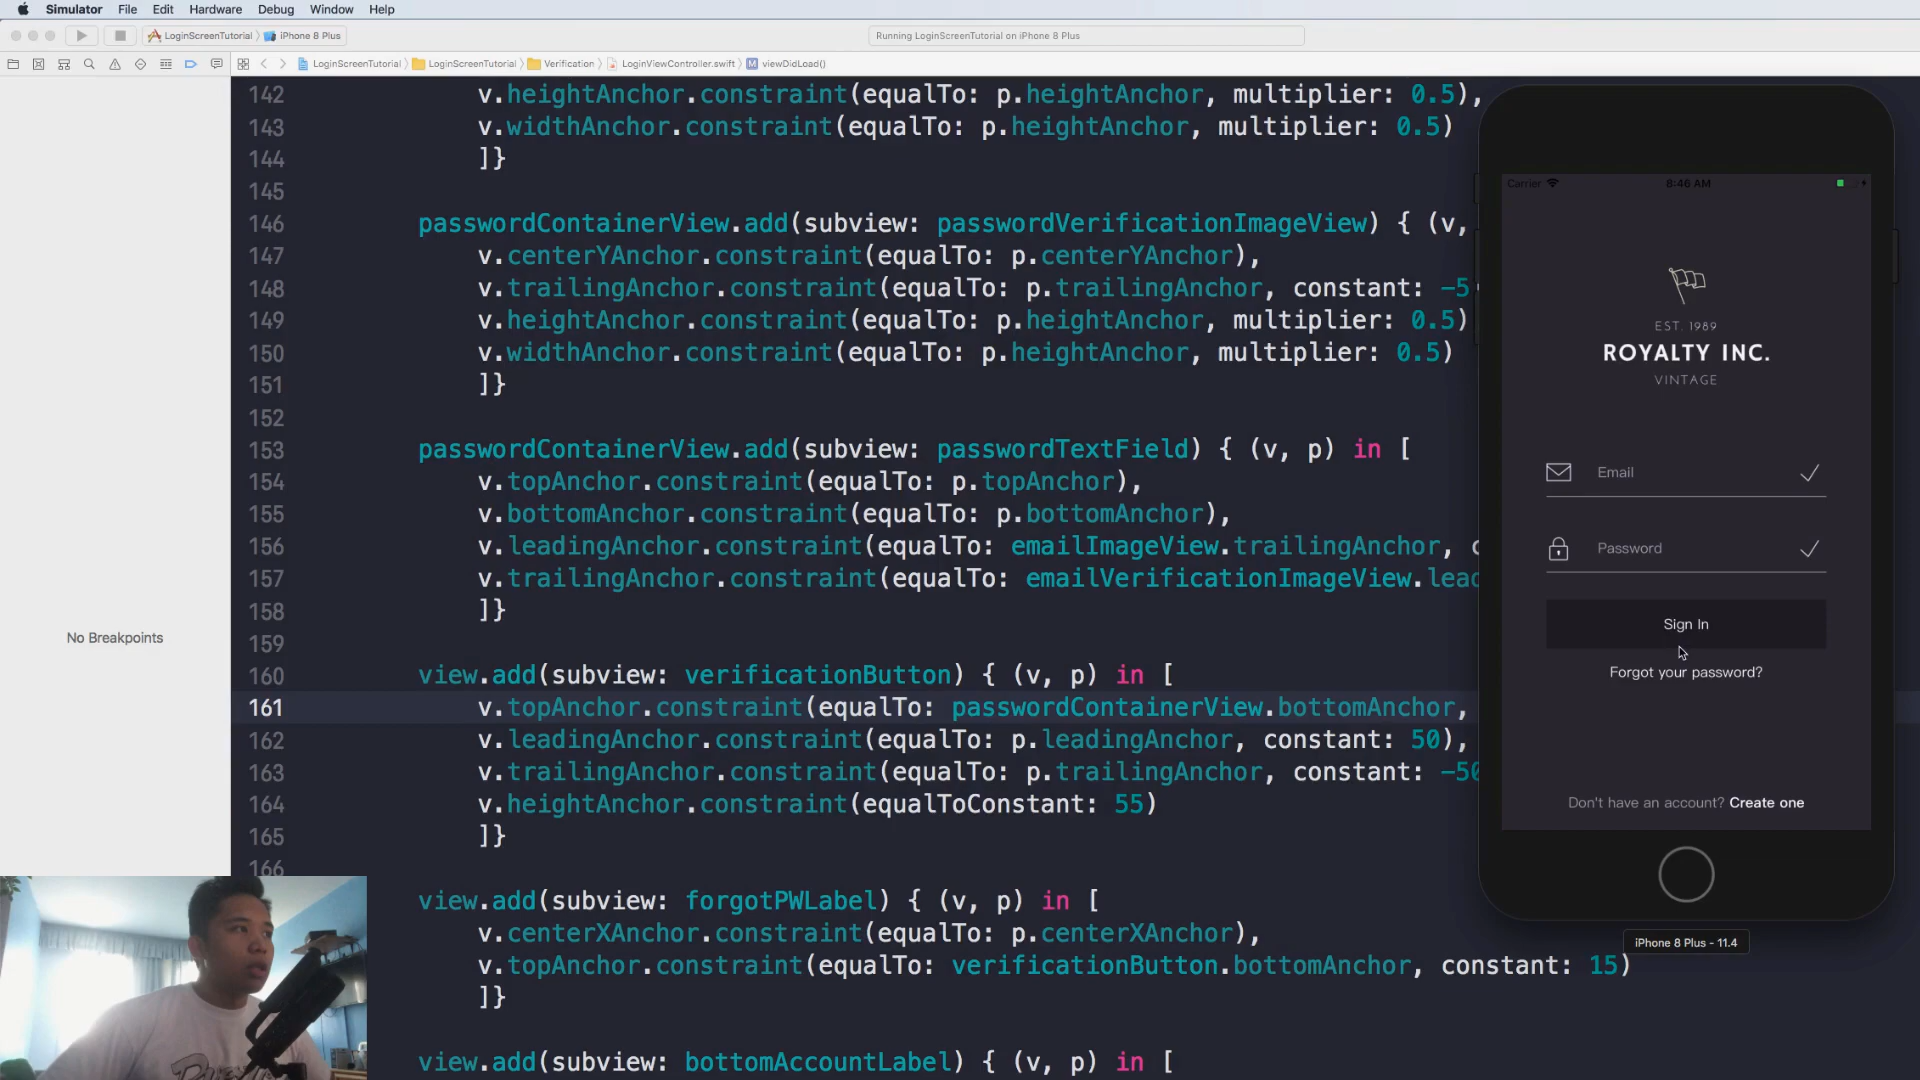 Simulator File Edit Hardware Debug Window Help
LoginScreenTutorial iPhone 8 Plus
Running LoginScreenTutorial on iPhone 8 Plus
LoginScreenTutorial LoginScreenTutorial Verification LoginViewController.swift M viewDidLoad()
142 v.heightAnchor.constraint(equalTo: p.heightAnchor, multiplier: 0.5),
143 v.widthAnchor.constraint(equalTo: p.heightAnchor, multiplier: 0.5)
144 ]}
145
146 passwordContainerView.add(subview: passwordVerificationImageView) { (v,
147 v.centerYAnchor.constraint(equalTo: p.centerYAnchor),
148 v.trailingAnchor.constraint(equalTo: p.trailingAnchor, constant: -5
149 v.heightAnchor.constraint(equalTo: p.heightAnchor, multiplier: 0.5)
150 v.widthAnchor.constraint(equalTo: p.heightAnchor, multiplier: 0.5)
151 ]}
152
153 passwordContainerView.add(subview: passwordTextField) { (v, p) in [
154 v.topAnchor.constraint(equalTo: p.topAnchor),
155 v.bottomAnchor.constraint(equalTo: p.bottomAnchor),
156 v.leadingAnchor.constraint(equalTo: emailImageView.trailingAnchor, c
157 v.trailingAnchor.constraint(equalTo: emailVerificationImageView.lea
158 ]}
159
160 view.add(subview: verificationButton) { (v, p) in [
161 v.topAnchor.constraint(equalTo: passwordContainerView.bottomAnchor,
162 v.leadingAnchor.constraint(equalTo: p.leadingAnchor, constant: 50),
163 v.trailingAnchor.constraint(equalTo: p.trailingAnchor, constant: -50
164 v.heightAnchor.constraint(equalToConstant: 55)
165 ]}
166
view.add(subview: forgotPWLabel) { (v, p) in [
v.centerXAnchor.constraint(equalTo: p.centerXAnchor),
v.topAnchor.constraint(equalTo: verificationButton.bottomAnchor, constant: 15)
]}
view.add(subview: bottomAccountLabel) { (v, p) in [
No Breakpoints
Carrier 8:46 AM
EST. 1989
ROYALTY INC.
VINTAGE
Email
Password
Sign In
Forgot your password?
Don't have an account? Create one
iPhone 8 Plus - 11.4